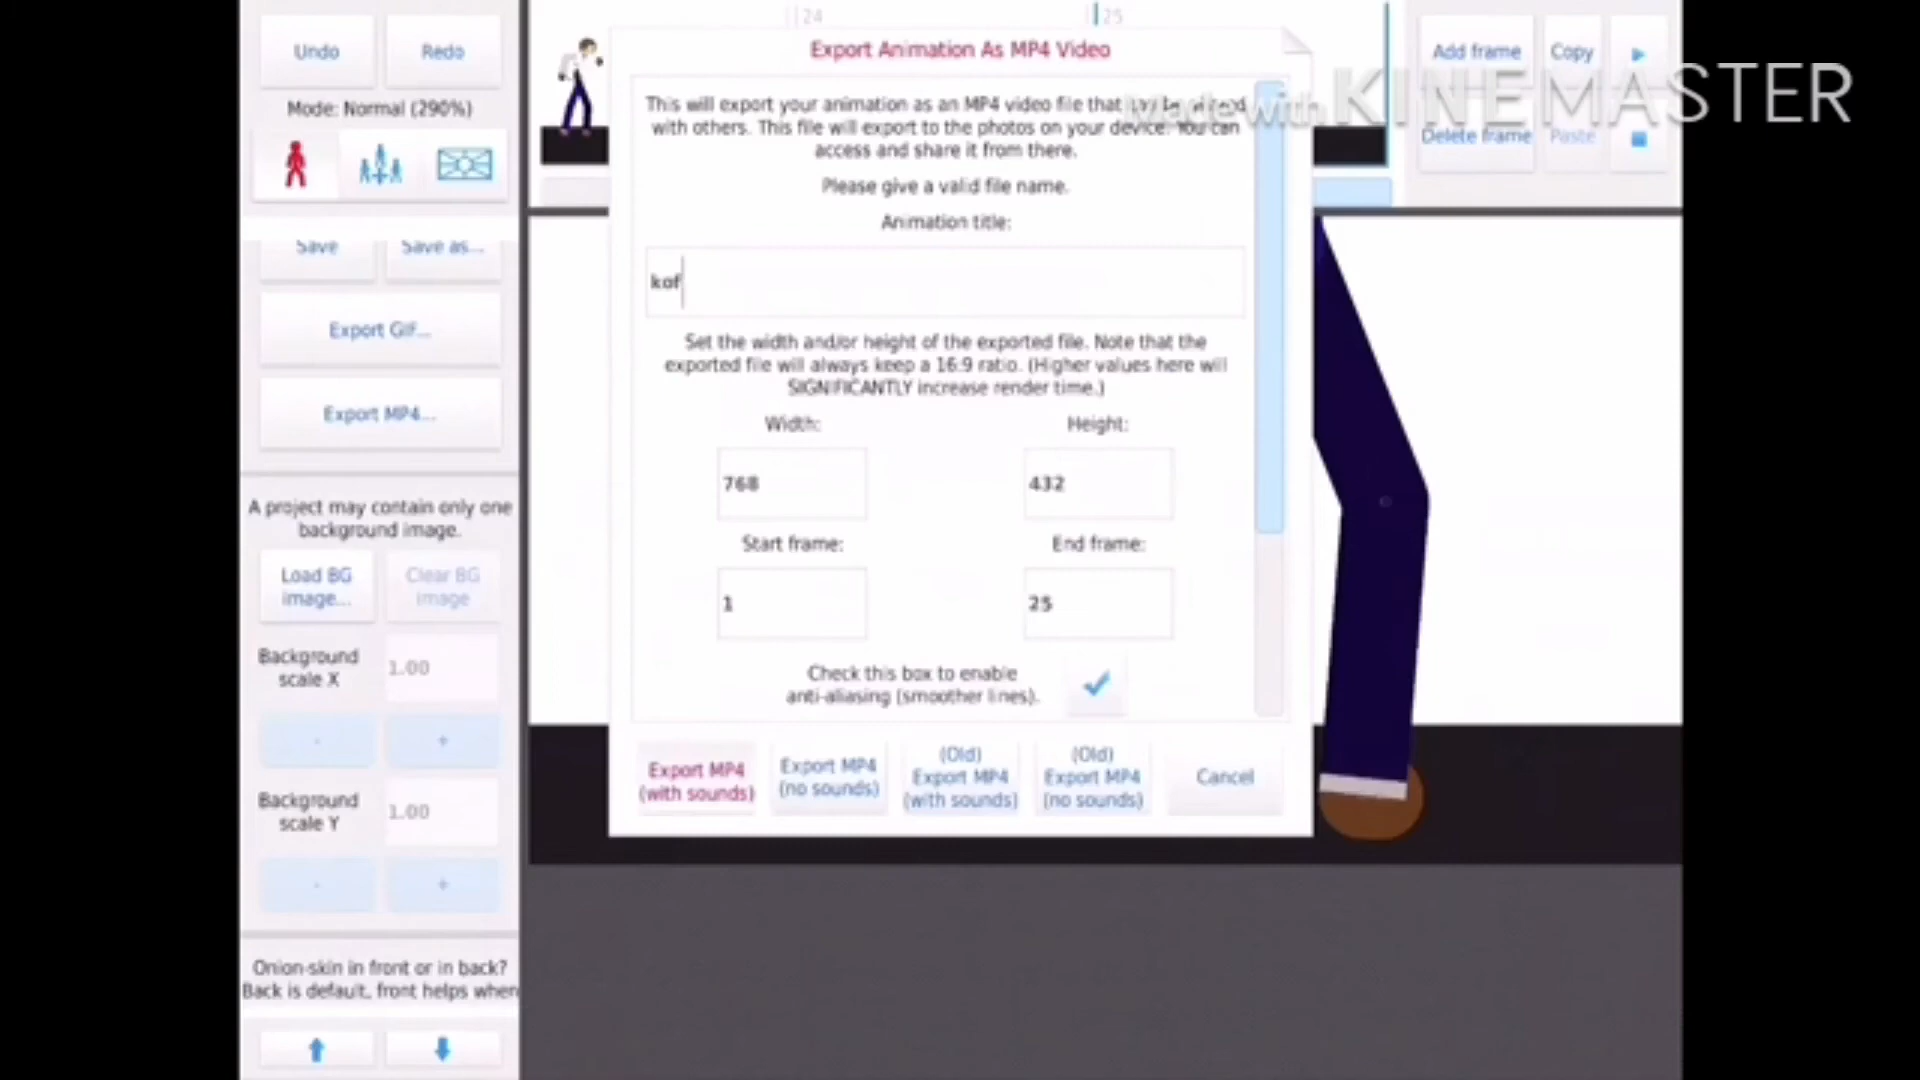 Undo
Redo
Mode: Normal (290%)
Save
Save as...
Export GIF...
Export MP4...
A project may contain only one
background image.
Load BG
image...
Clear BG
image
Background
scale X
1.00
-
+
Background
scale Y
1.00
-
+
Onion-skin in front or in back?
Back is default, front helps when
24
25
Export Animation As MP4 Video
This will export your animation as an MP4 video file that
with others. This file will export to the photos on your device. You can
access and share it from there.
Please give a valid file name.
Animation title:
kof
Set the width and/or height of the exported file. Note that the
exported file will always keep a 16:9 ratio. (Higher values here will
SIGNIFICANTLY increase render time.)
Width:
Height:
768
432
Start frame:
End frame:
1
25
Check this box to enable
anti-aliasing (smoother lines).
Export MP4
(with sounds)
Export MP4
(no sounds)
(Old)
Export MP4
(with sounds)
(Old)
Export MP4
(no sounds)
Cancel
Add frame
Copy
Made with KINEMASTER
Delete frame
Paste